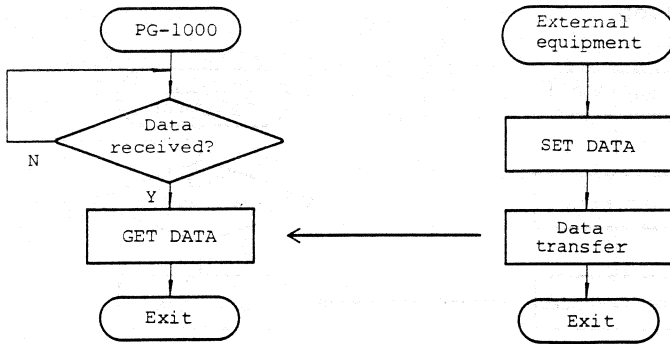 PG-1000
Data
received?
N
Y
GET DATA
Exit
External
equipment
SET DATA
Data
transfer
Exit